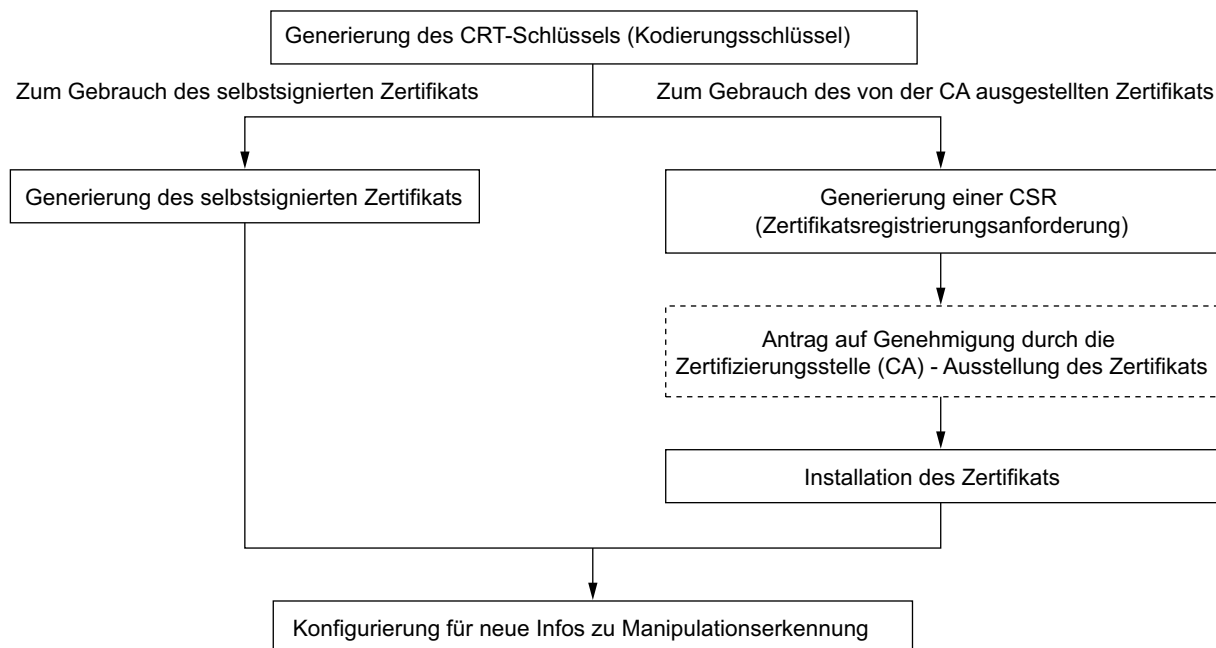 Generierung des CRT-Schlüssels (Kodierungsschlüssel)
Zum Gebrauch des selbstsignierten Zertifikats
Zum Gebrauch des von der CA ausgestellten Zertifikats
Generierung des selbstsignierten Zertifikats
Generierung einer CSR
(Zertifikatsregistrierungsanforderung)
Antrag auf Genehmigung durch die
Zertifizierungsstelle (CA) - Ausstellung des Zertifikats
Installation des Zertifikats
Konfigurierung für neue Infos zu Manipulationserkennung